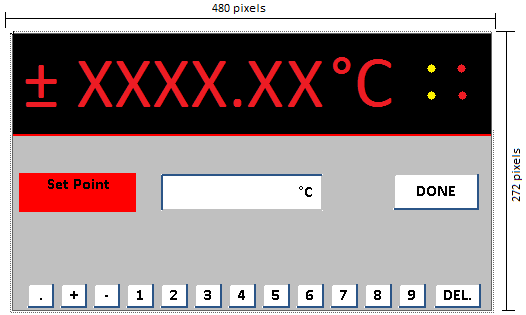 480 pixels
± XXXX.XX°C
272 pixels
Set Point
°C
DONE
. + - 1 2 3 4 5 6 7 8 9 DEL.